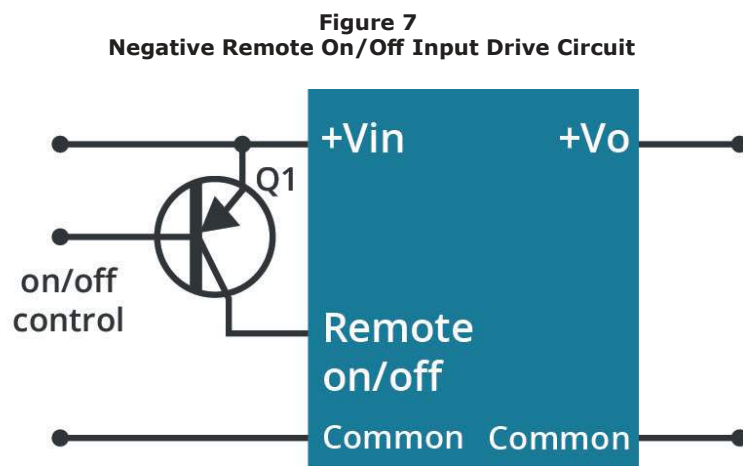 Figure 7
Negative Remote On/Off Input Drive Circuit
+Vin
+Vo
Q1
on/off
control
Remote
on/off
Common
Common